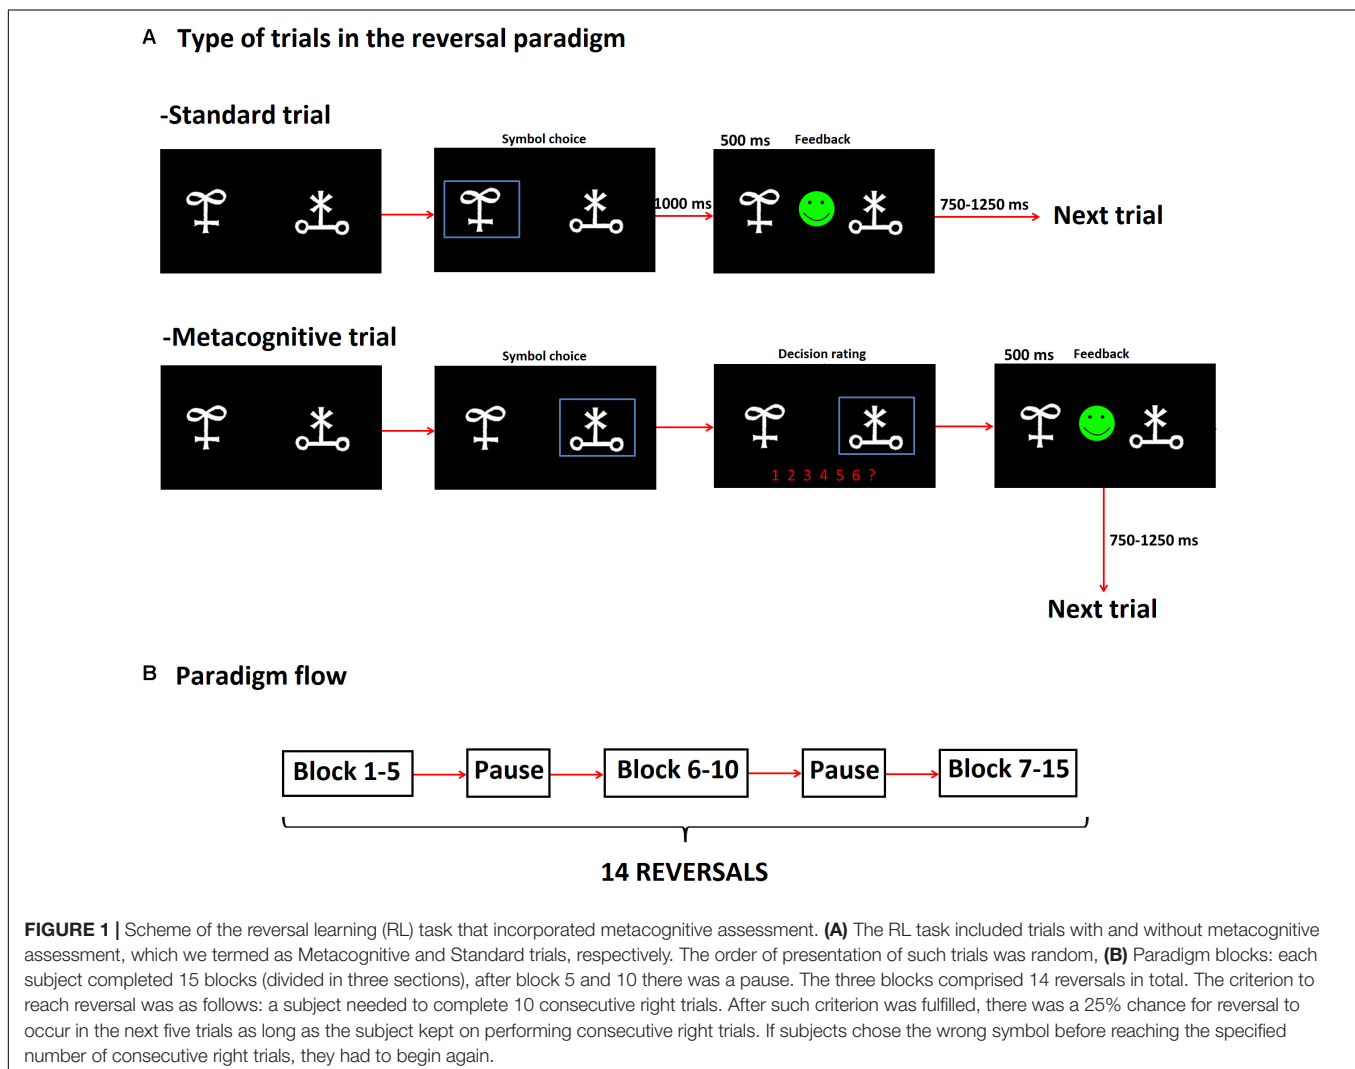 A Type of trials in the reversal paradigm
-Standard trial
Symbol choice
500 ms Feedback
1000 ms
750-1250 ms
Next trial
-Metacognitive trial
Symbol choice
Decision rating
500 ms Feedback
1 2 3 4 5 6 ?
750-1250 ms
Next trial
B Paradigm flow
Block 1-5 Pause Block 6-10 Pause Block 7-15
14 REVERSALS
FIGURE 1 | Scheme of the reversal learning (RL) task that incorporated metacognitive assessment. (A) The RL task included trials with and without metacognitive
assessment, which we termed as Metacognitive and Standard trials, respectively. The order of presentation of such trials was random, (B) Paradigm blocks: each
subject completed 15 blocks (divided in three sections), after block 5 and 10 there was a pause. The three blocks comprised 14 reversals in total. The criterion to
reach reversal was as follows: a subject needed to complete 10 consecutive right trials. After such criterion was fulfilled, there was a 25% chance for reversal to
occur in the next five trials as long as the subject kept on performing consecutive right trials. If subjects chose the wrong symbol before reaching the specified
number of consecutive right trials, they had to begin again.